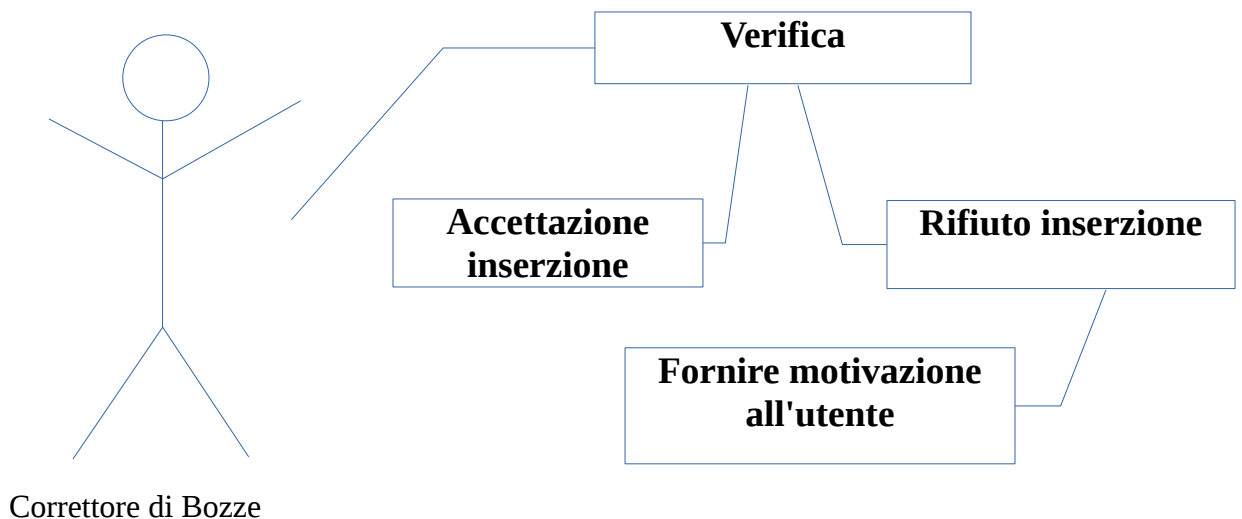 Verifica
Accettazione
inserzione
Rifiuto inserzione
Fornire motivazione
all'utente
Correttore di Bozze